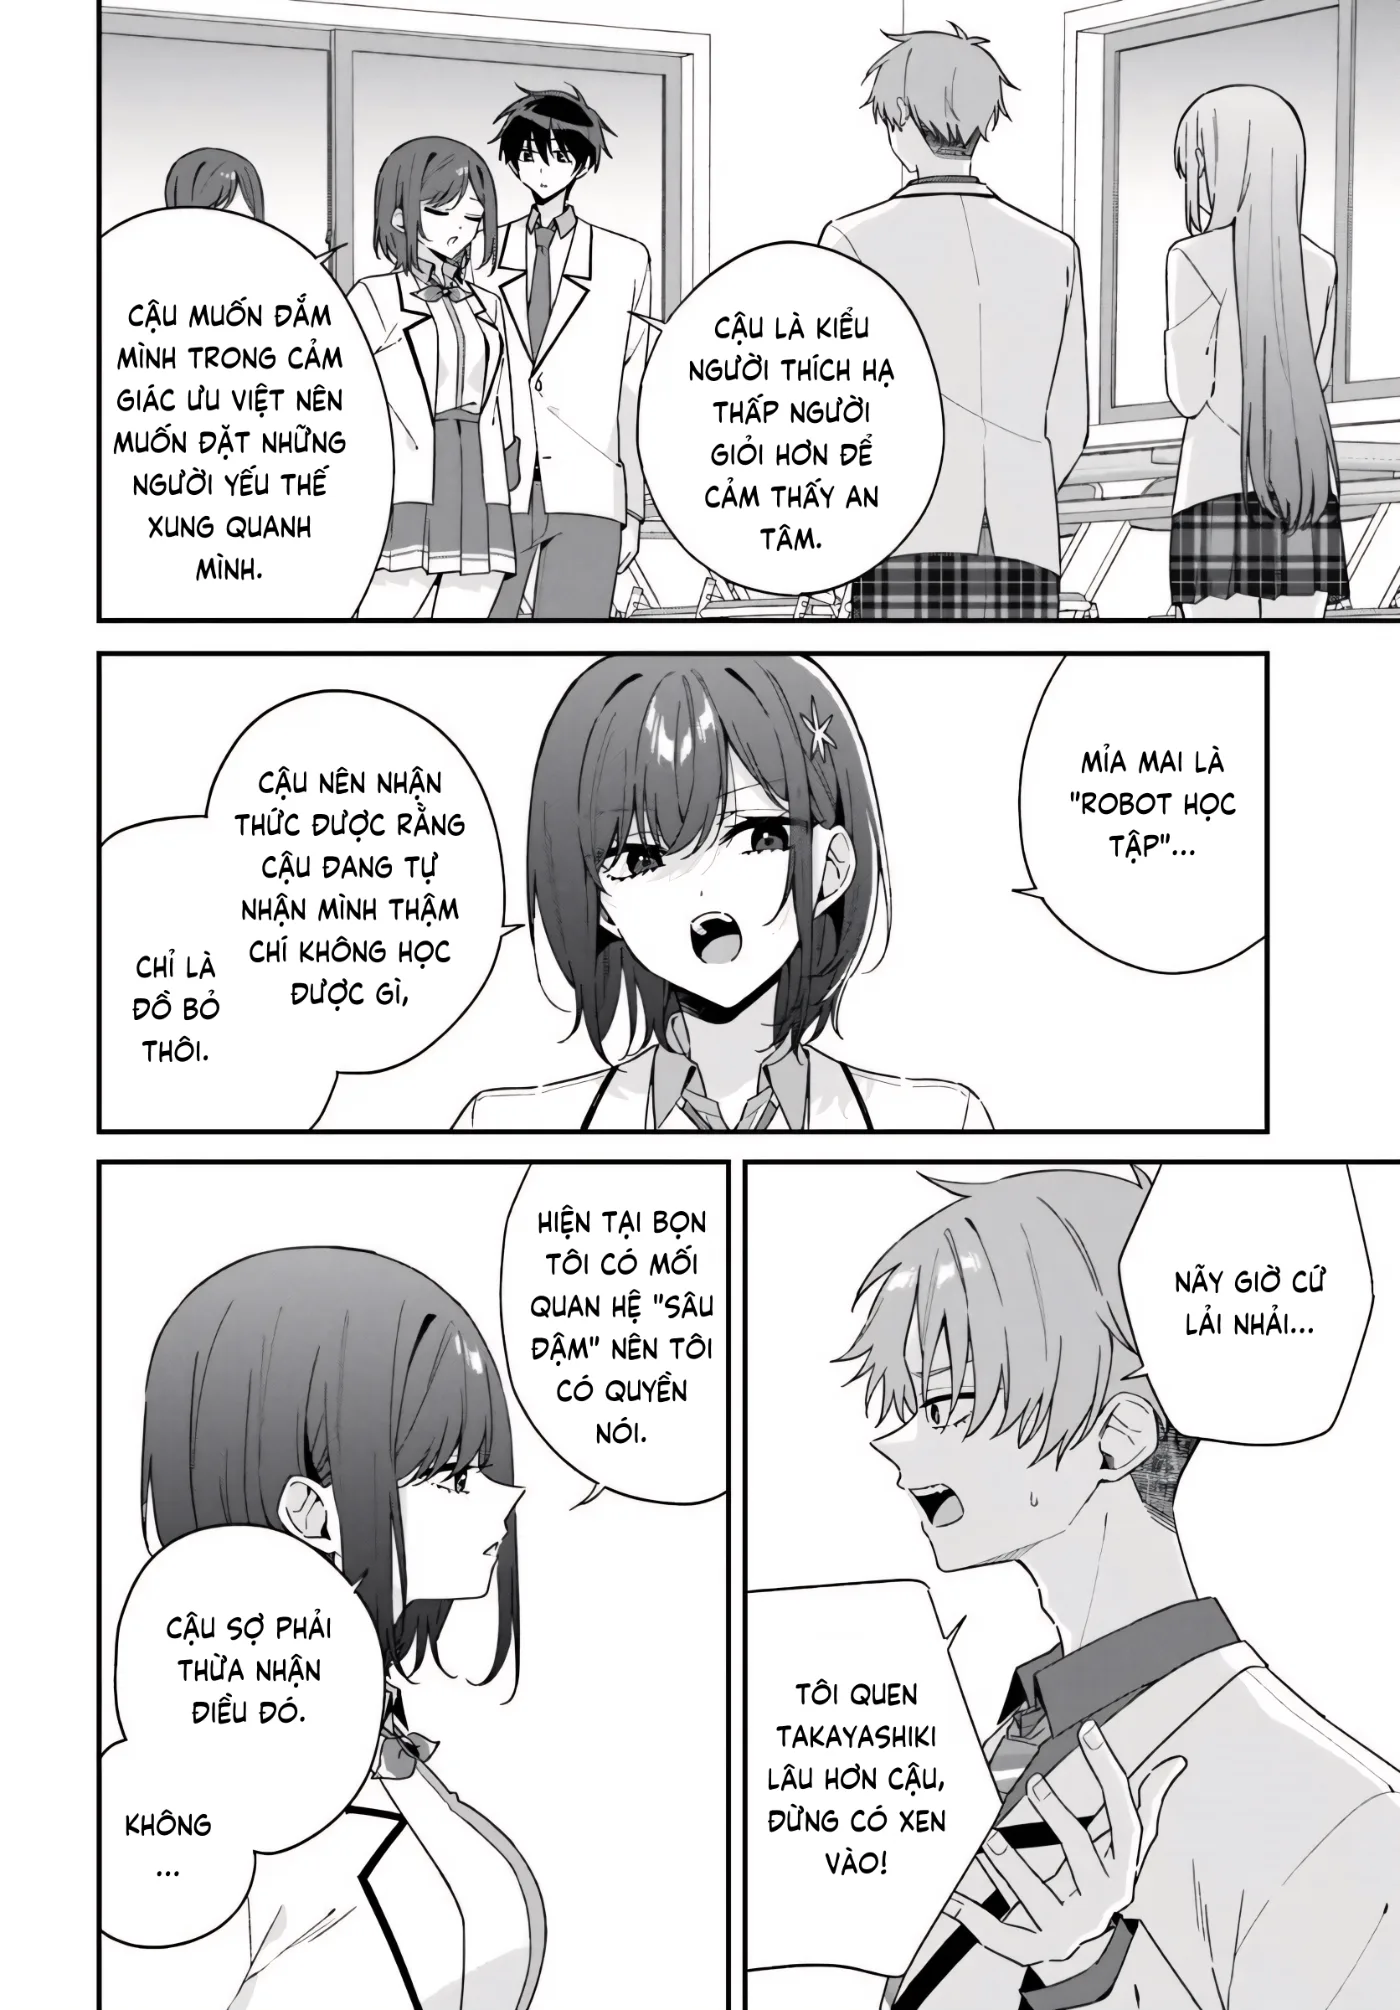 CẬU LÀ KIỂU
NGƯỜI THÍCH HẠ
THẤP NGƯỜI
GIỎI HƠN ĐỂ
CẢM THẤY AN
TÂM.
CẬU MUỐN ĐẮM
MÌNH TRONG CẢM
GIÁC ƯU VIỆT NÊN
MUỐN ĐẶT NHỮNG
NGƯỜI YẾU THẾ
XUNG QUANH
MÌNH.
MỈA MAI LÀ
"ROBOT HỌC
TẬP"...
CẬU NÊN NHẬN
THỨC ĐƯỢC RẰNG
CẬU ĐANG TỰ
NHẬN MÌNH THẬM
CHÍ KHÔNG HỌC
ĐƯỢC GÌ,
CHỈ LÀ
ĐỒ BỎ
THÔI.
NÃY GIỜ CỨ
LẢI NHẢI...
TÔI QUEN
TAKAYASHIKI
LÂU HƠN CẬU,
ĐỪNG CÓ XEN
VÀO!
HIỆN TẠI BỌN
TÔI CÓ MỐI
QUAN HỆ "SÂU
ĐẬM" NÊN TÔI
CÓ QUYỀN
NÓI.
CẬU SỢ PHẢI
THỪA NHẬN
ĐIỀU ĐÓ.
KHÔNG
...